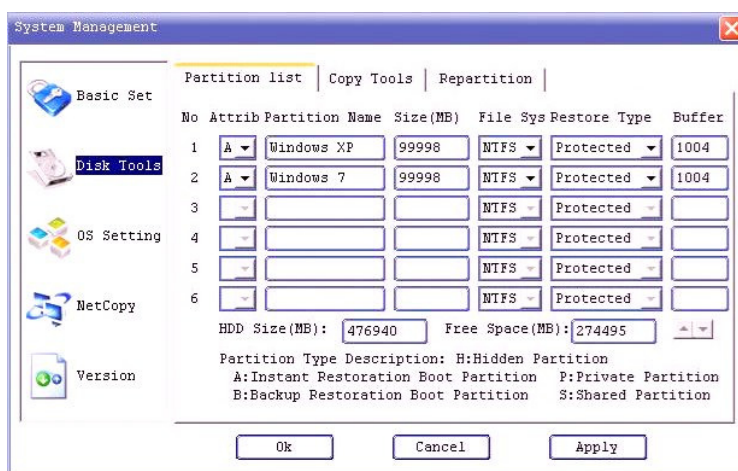 System Management
Basic Set
Disk Tools
OS Setting
NetCopy
Version
Partition list Copy Tools Repartition
No Attrib Partition Name Size(MB) File Sys Restore Type Buffer
1 A Windows XP 99998 NTFS Protected 1004
2 A Windows 7 99998 NTFS Protected 1004
3 NTFS Protected
4 NTFS Protected
5 NTFS Protected
6 NTFS Protected
HDD Size(MB): 476940 Free Space(MB): 274495
Partition Type Description: H:Hidden Partition
A:Instant Restoration Boot Partition P:Private Partition
B:Backup Restoration Boot Partition S:Shared Partition
Ok Cancel Apply